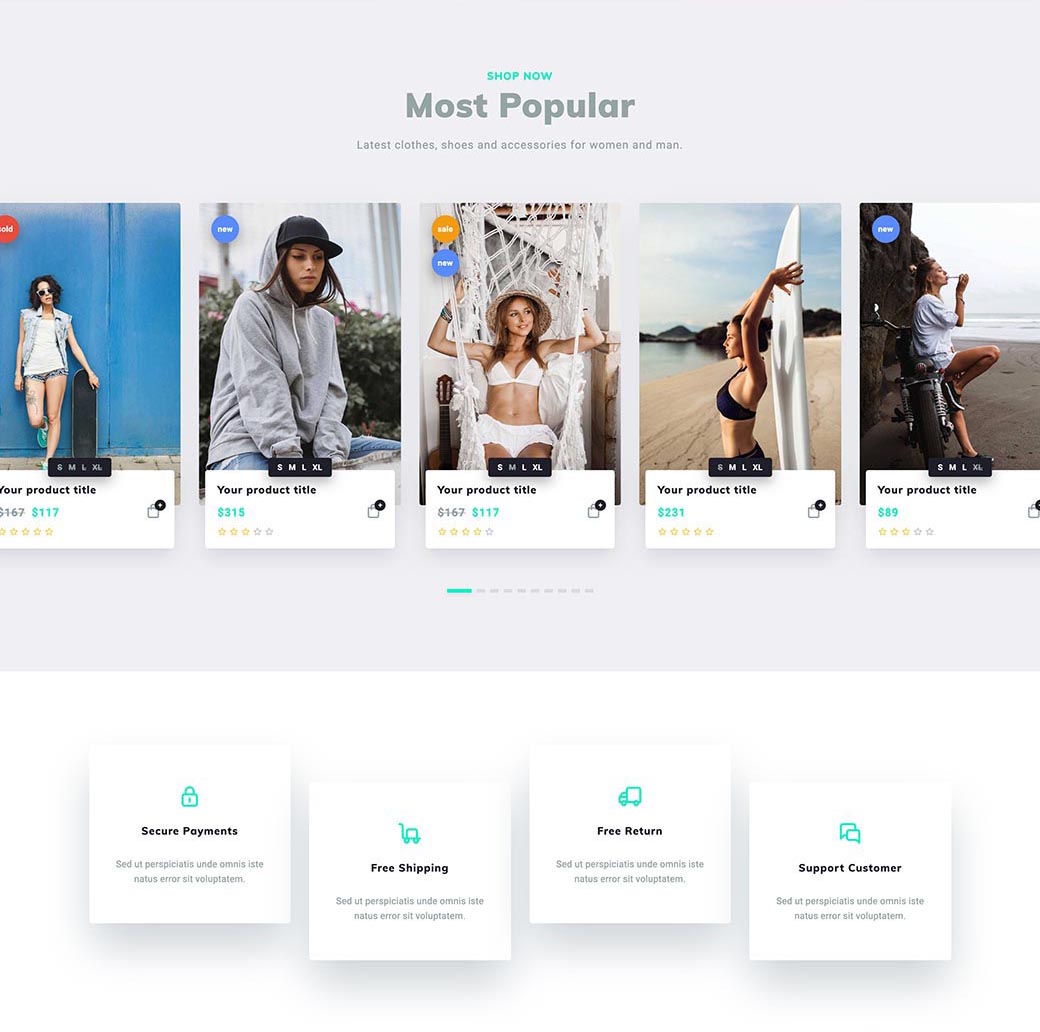 SHOP NOW
Most Popular
Latest clothes, shoes and accessories for women and man.
sold
new
sale
new
new
S M L XL
S M L XL
S M L XL
S M L XL
S M L XL
Your product title
Your product title
Your product title
Your product title
Your product title
$167 $117
$315
$167 $117
$231
$89
Secure Payments
Sed ut perspiciatis unde omnis iste
natus error sit voluptatem.
Free Shipping
Sed ut perspiciatis unde omnis iste
natus error sit voluptatem.
Free Return
Sed ut perspiciatis unde omnis iste
natus error sit voluptatem.
Support Customer
Sed ut perspiciatis unde omnis iste
natus error sit voluptatem.